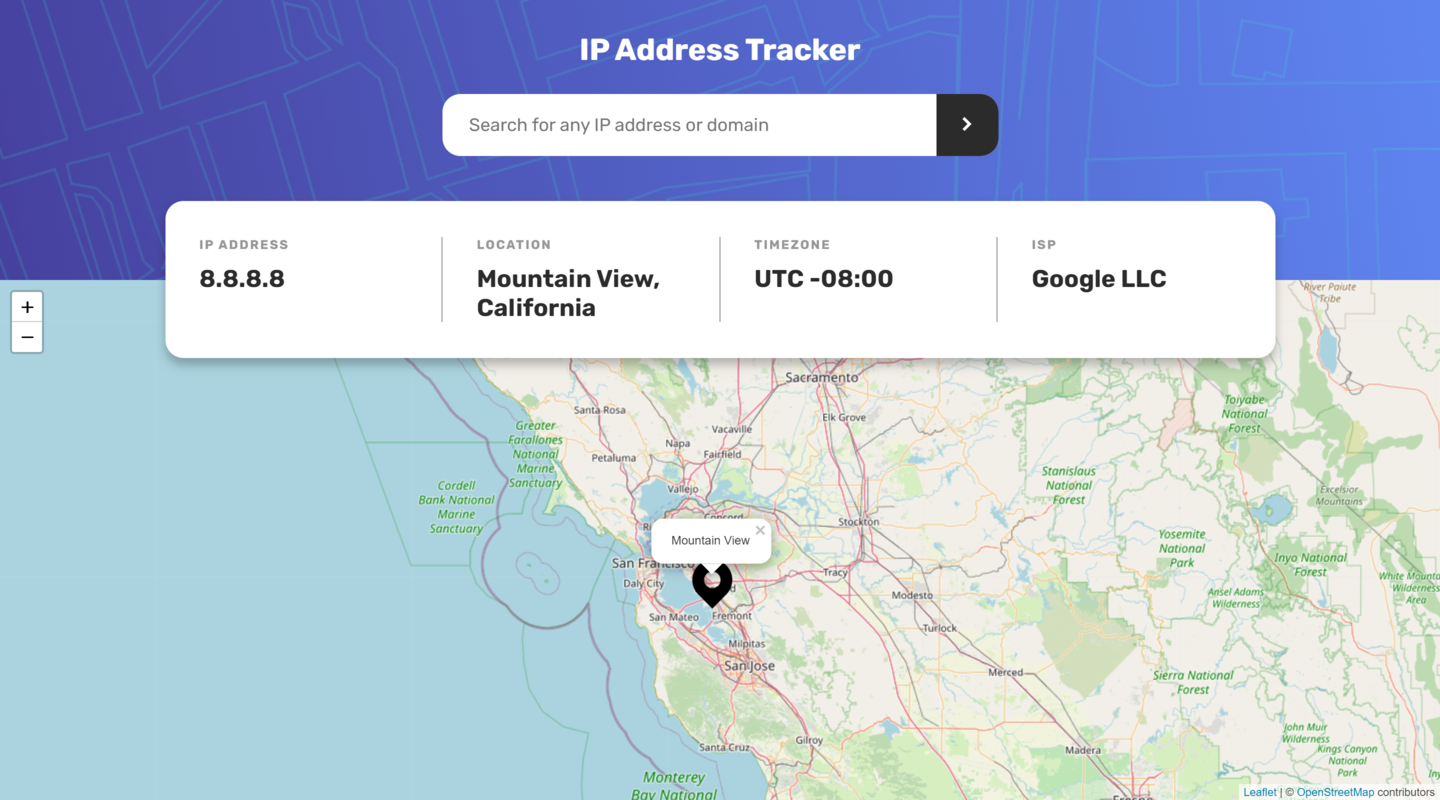 IP Address Tracker
Search for any IP address or domain
IP ADDRESS
8.8.8.8
LOCATION
Mountain View,
California
TIMEZONE
UTC -08:00
ISP
Google LLC
+
−
River Paiute
Tribe
Sacramento
Santa Rosa
Elk Grove
Toiyabe
National
Forest
Greater
Farallones
National
Marine
Sanctuary
Vacaville
Napa
Fairfield
Petaluma
Stanislaus
National
Forest
Cordell
Bank National
Marine
Sanctuary
Vallejo
Excelsior
Mountains
Concord
Stockton
Mountain View
×
Yosemite
National
Park
Inyo National
Forest
San Francisco
Daly City
Tracy
White Mounta
Wilderness
Area
Modesto
Ansel Adams
Wilderness
San Mateo
Fremont
Turlock
Milpitas
San Jose
Merced
Sierra National
Forest
John Muir
Wilderness
Kings Canyon
National
Park
Santa Cruz
Gilroy
Madera
Monterey
Bay National
Fresno
Leaflet | © OpenStreetMap contributors